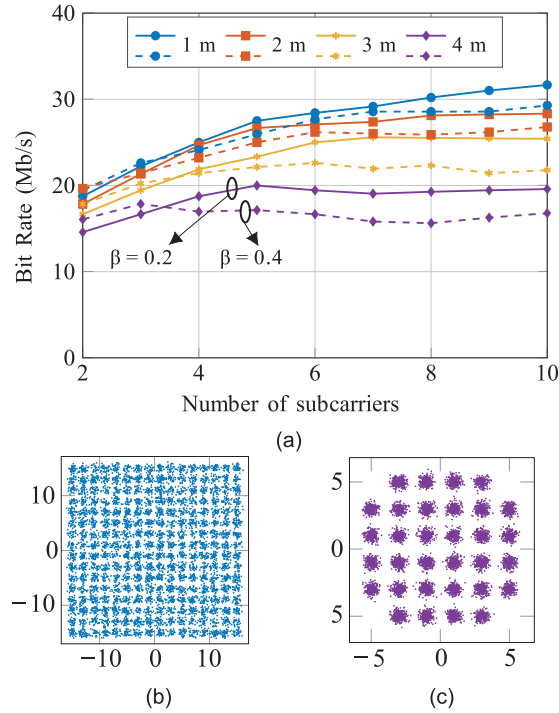 40
1 m 2 m 3 m 4 m
30
20
10
0
Bit Rate (Mb/s)
β = 0.2 β = 0.4
2 4 6 8 10
Number of subcarriers
(a)
10
0
−10
−10 0 10
(b)
5
0
5
−5 0 5
(c)